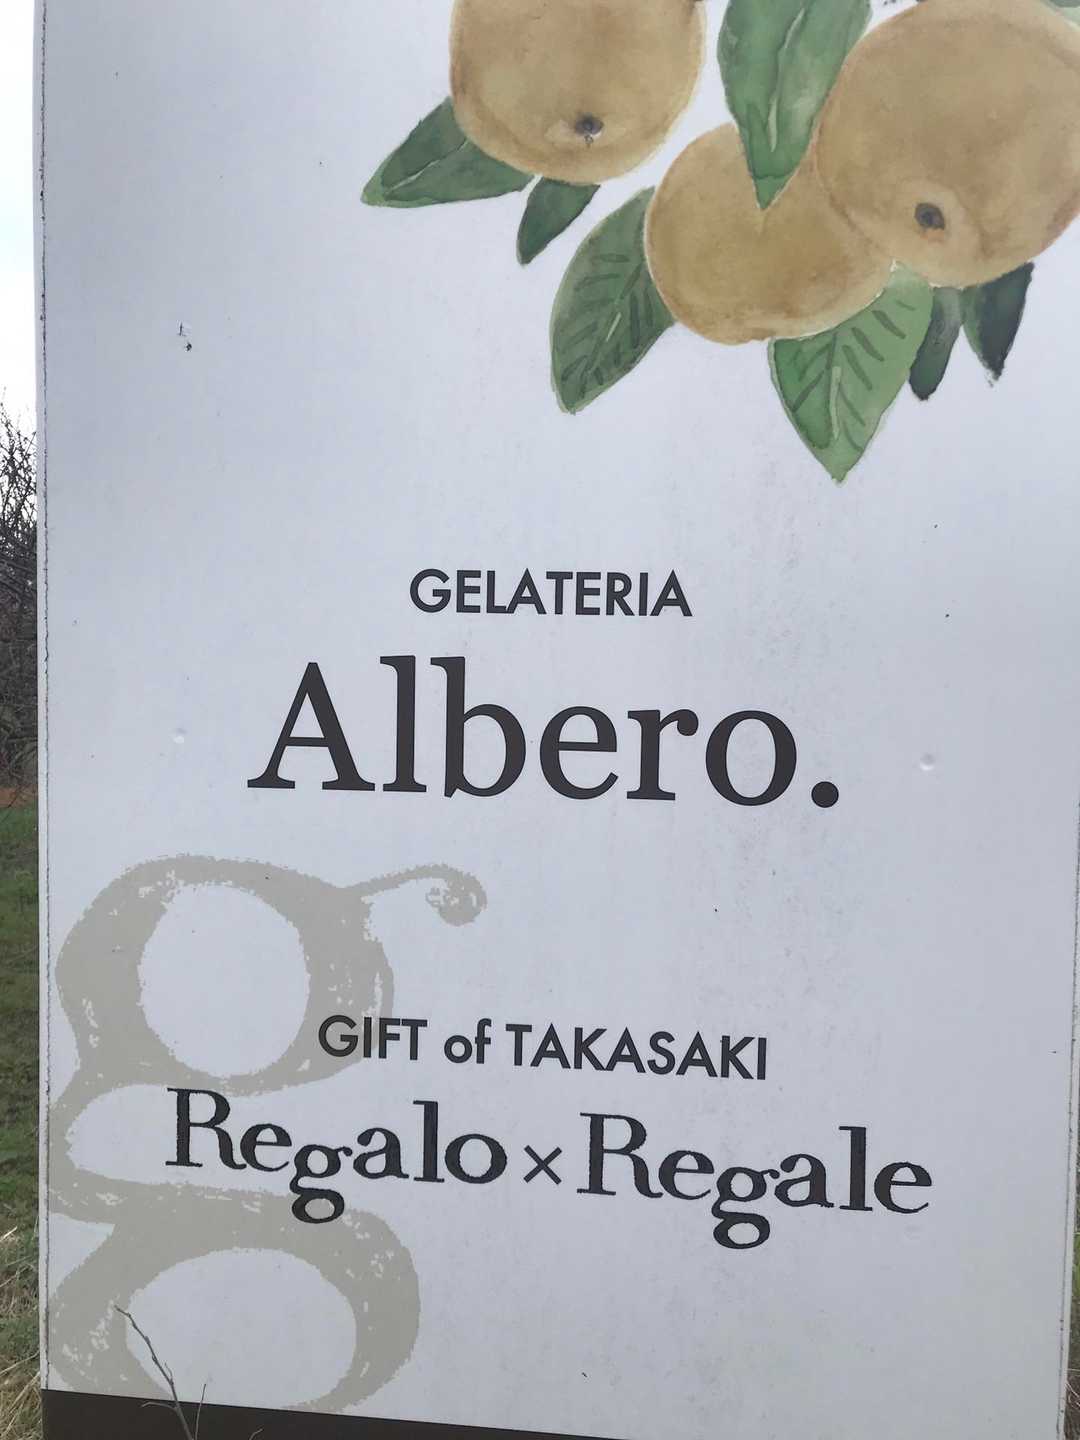 GELATERIA
Albero.
g
GIFT of TAKASAKI
Regalo×Regale